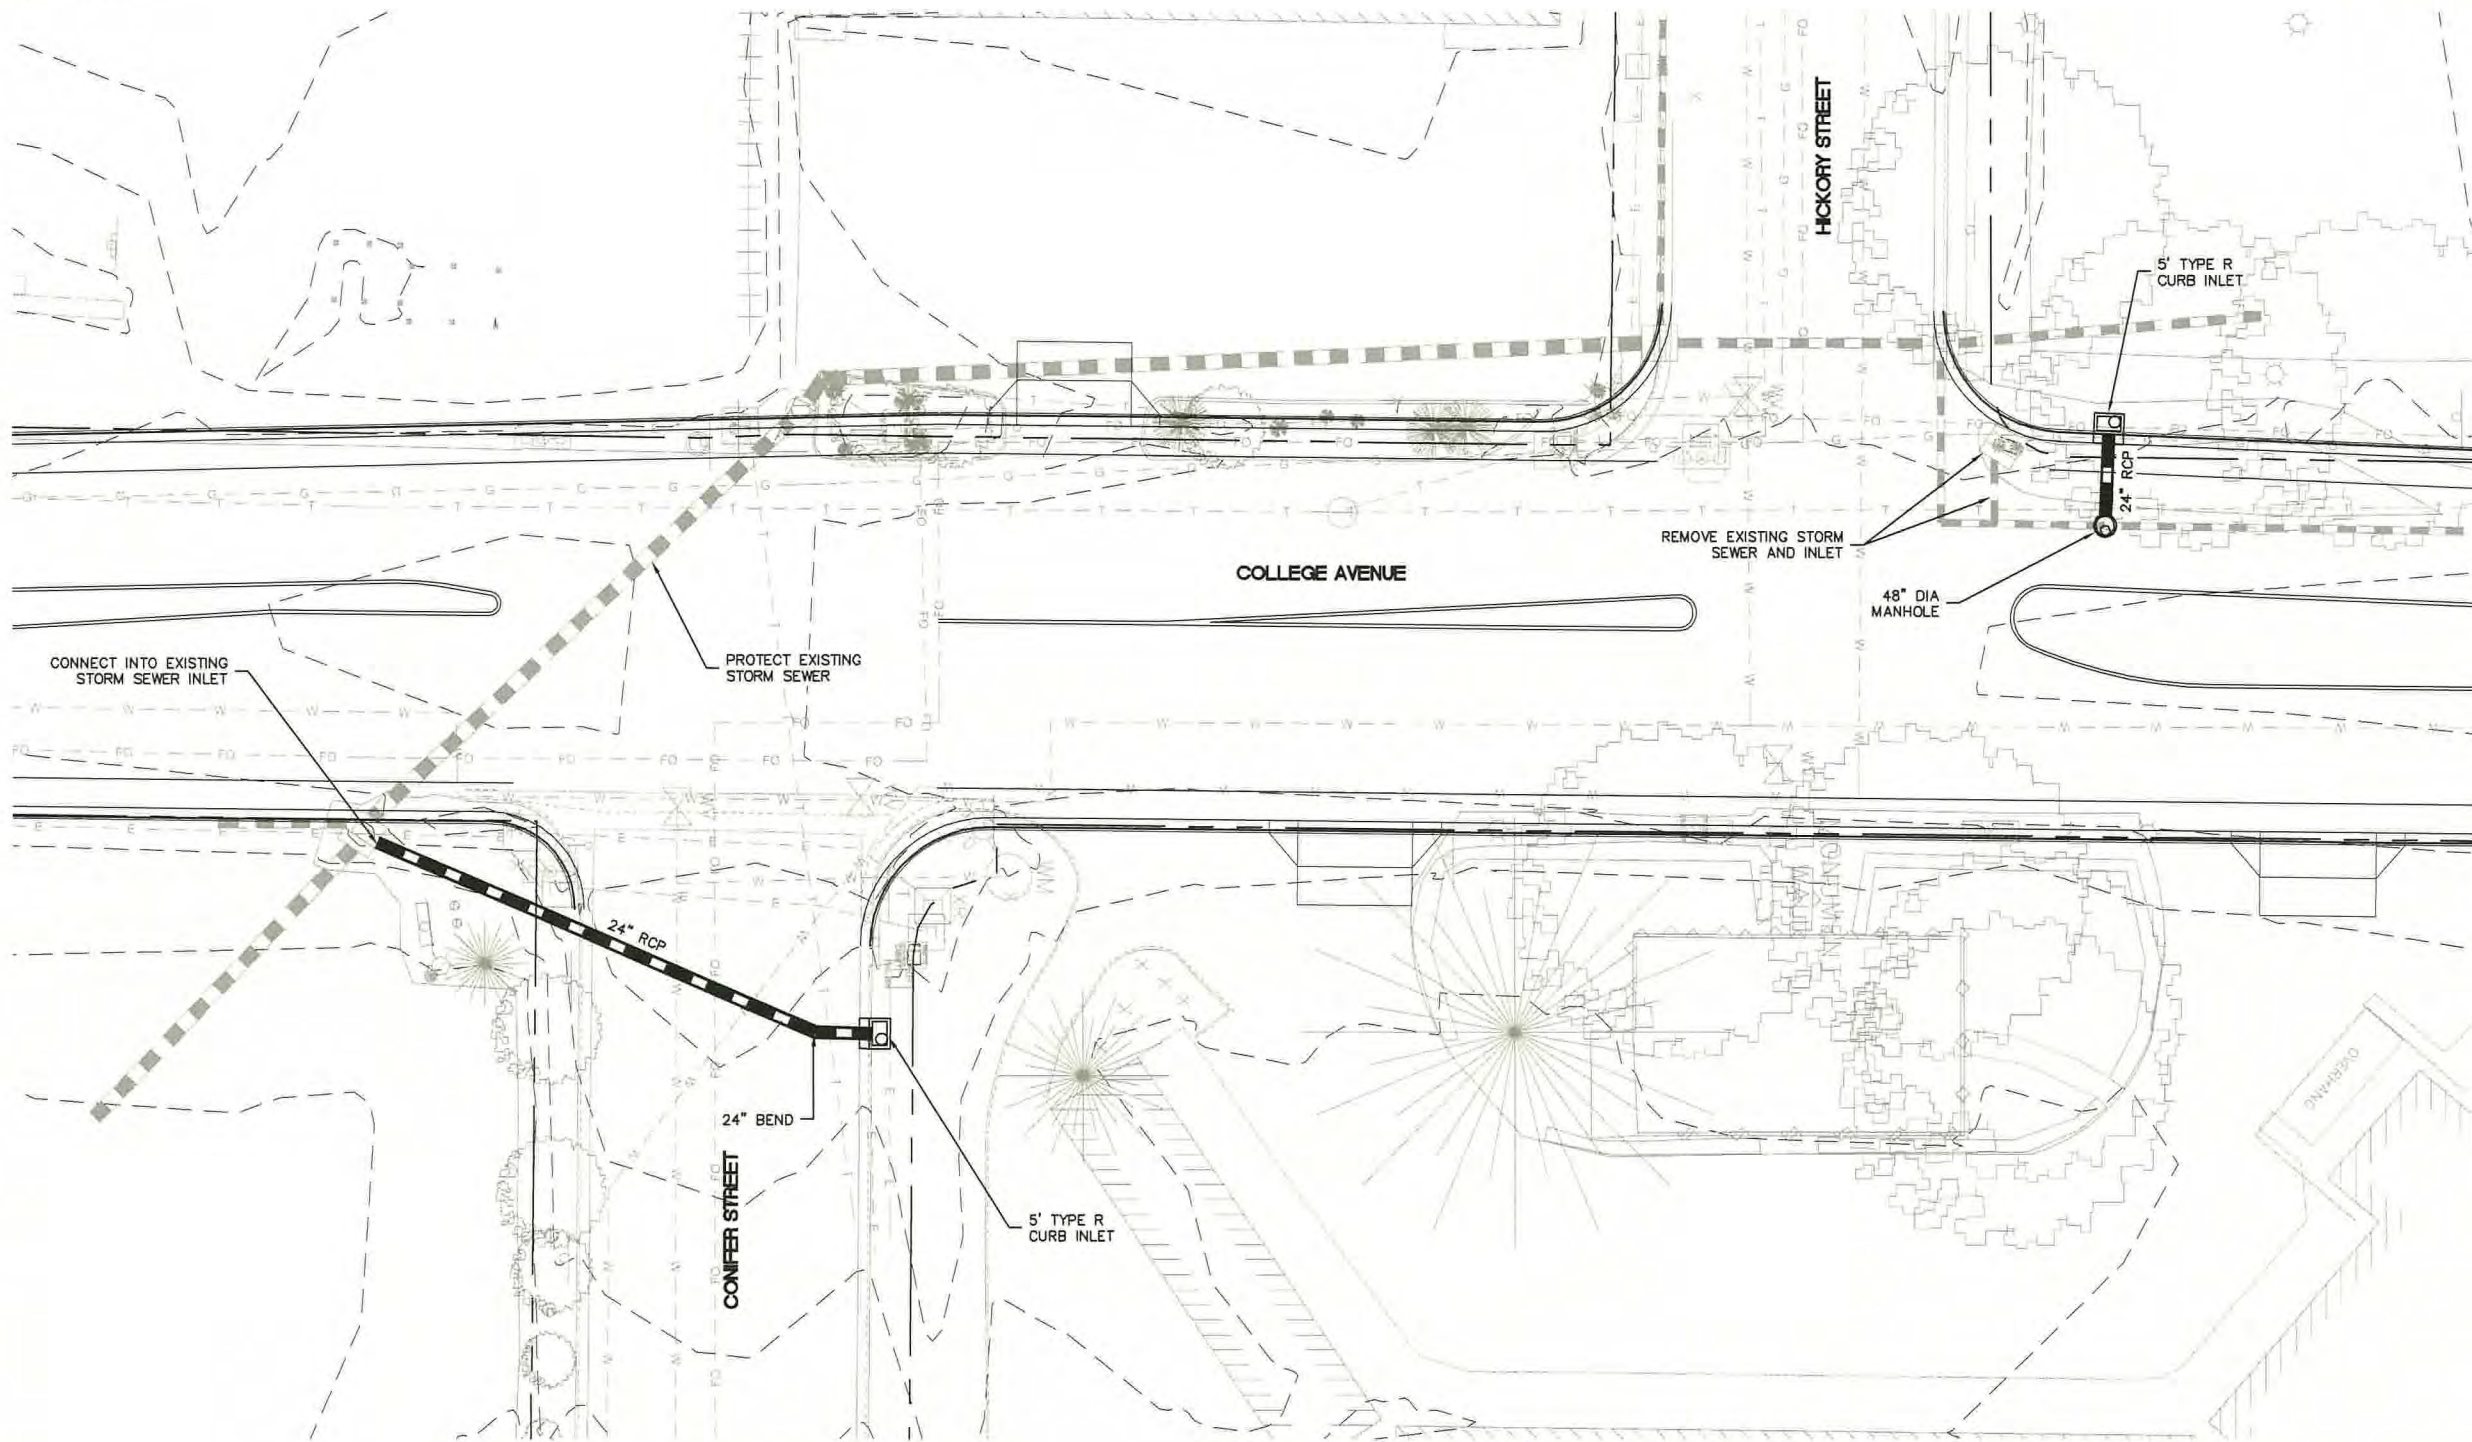 HICKORY STREET
5' TYPE R
CURB INLET
24" RCP
REMOVE EXISTING STORM
SEWER AND INLET
COLLEGE AVENUE
48" DIA
MANHOLE
CONNECT INTO EXISTING
STORM SEWER INLET
PROTECT EXISTING
STORM SEWER
24" RCP
24" BEND
CONIFER STREET
5' TYPE R
CURB INLET
OVERHANG